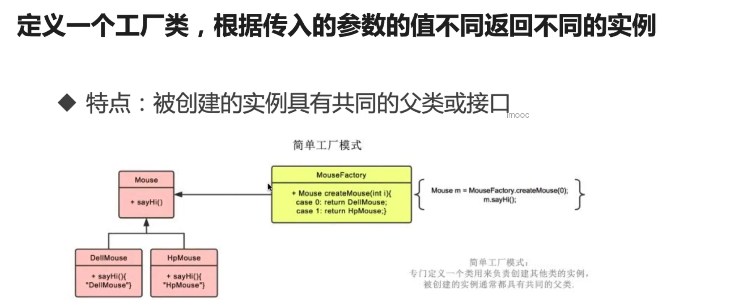 定义一个工厂类，根据传入的参数的值不同返回不同的实例
◆ 特点：被创建的实例具有共同的父类或接口
imooc
简单工厂模式
Mouse
+ sayHi()
MouseFactory
+ Mouse createMouse(int i){
case 0: return DellMouse;
case 1: return HpMouse;}
Mouse m = MouseFactory.createMouse(0);
m.sayHi();
DellMouse
+ sayHi(){
"DellMouse"}
HpMouse
+ sayHi(){
"HpMouse"}
简单工厂模式：
专门定义一个类用来负责创建其他类的实例，
被创建的实例通常都具有共同的父类.